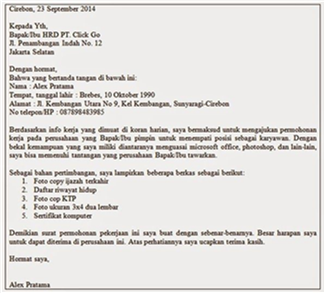 Cirebon, 23 September 2014
Kepada Yth,
Bapak/Ibu HRD PT. Click Go
Jl. Penambangan Indah No. 12
Jakarta Selatan
Dengan hormat,
Bahwa yang bertanda tangan di bawah ini:
Nama : Alex Pratama
Tempat, tanggal lahir : Brebes, 10 Oktober 1990
Alamat : Jl. Kembangan Utara No 9, Kel Kembangan, Sunyaragi-Cirebon
No telepon/HP : 087898483985
Berdasarkan info kerja yang dimuat di koran harian, saya bermaksud untuk mengajukan permohonan
kerja pada perusahaan yang Bapak/Ibu pimpin untuk menempati posisi sebagai karyawan. Dengan
bekal kemampuan yang saya miliki diantaranya menguasai microsoft office, photoshop, dan lain-lain,
saya bisa memenuhi tantangan yang perusahaan Bapak/Ibu tawarkan.
Sebagai bahan pertimbangan, saya lampirkan beberapa berkas sebagai berikut:
1. Foto copy ijazah terkahir
2. Daftar riwayat hidup
3. Foto cop KTP
4. Foto ukuran 3x4 dua lembar
5. Sertifikat komputer
Demikian surat permohonan pekerjaan ini saya buat dengan sebenar-benarnya. Besar harapan saya
untuk dapat diterima di perusahaan ini. Atas perhatiannya saya ucapkan terima kasih.
Hormat saya,
Alex Pratama